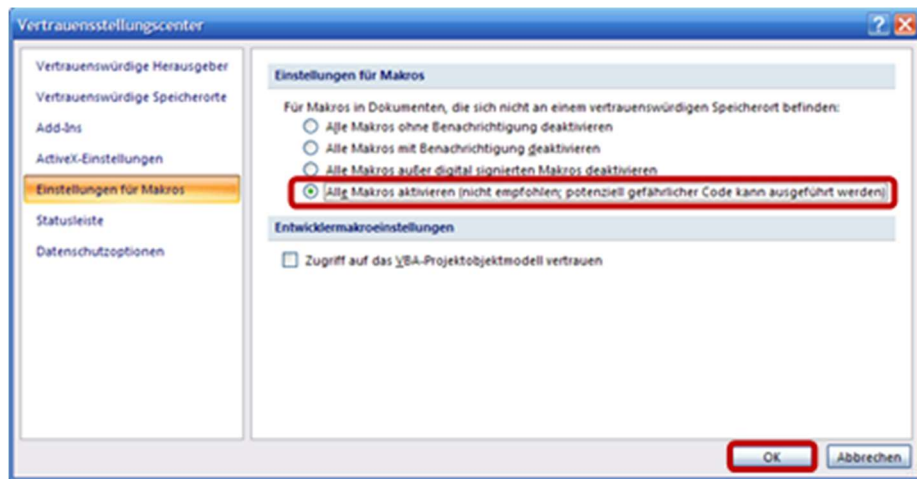 Vertrauensstellungscenter
Vertrauenswürdige Herausgeber
Vertrauenswürdige Speicherorte
Add-Ins
ActiveX-Einstellungen
Einstellungen für Makros
Statusleiste
Datenschutzoptionen
Einstellungen für Makros
Für Makros in Dokumenten, die sich nicht an einem vertrauenswürdigen Speicherort befinden:
Alle Makros ohne Benachrichtigung deaktivieren
Alle Makros mit Benachrichtigung deaktivieren
Alle Makros außer digital signierten Makros deaktivieren
Alle Makros aktivieren (nicht empfohlen; potenziell gefährlicher Code kann ausgeführt werden)
Entwicklermakroeinstellungen
Zugriff auf das VBA-Projektobjektmodell vertrauen
OK
Abbrechen